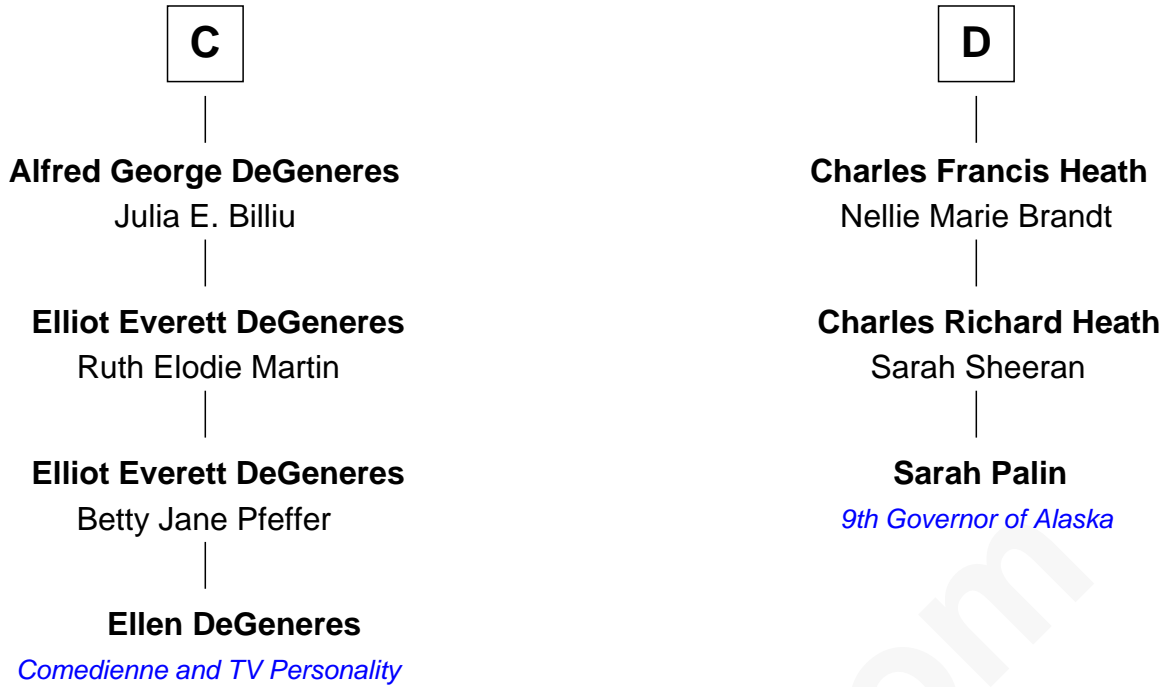 C
Alfred George DeGeneres
Julia E. Billiu
Elliot Everett DeGeneres
Ruth Elodie Martin
Elliot Everett DeGeneres
Betty Jane Pfeffer
Ellen DeGeneres
Comedienne and TV Personality
D
Charles Francis Heath
Nellie Marie Brandt
Charles Richard Heath
Sarah Sheeran
Sarah Palin
9th Governor of Alaska
om